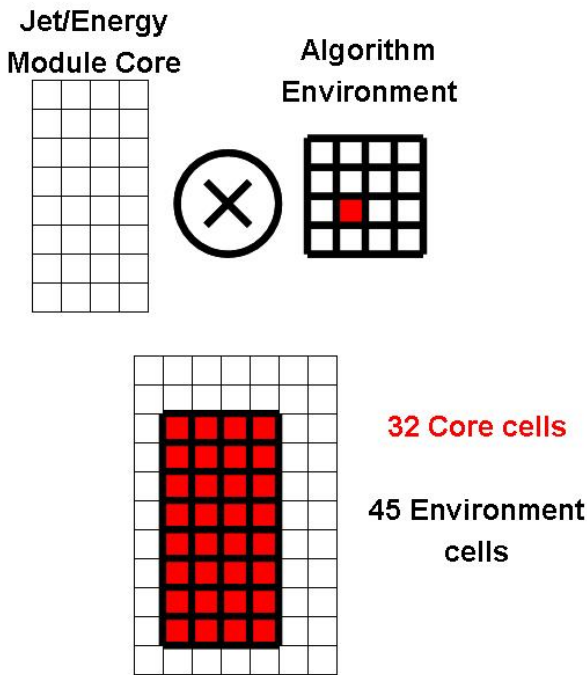 Jet/Energy
Module Core
Algorithm
Environment
32 Core cells
45 Environment
cells